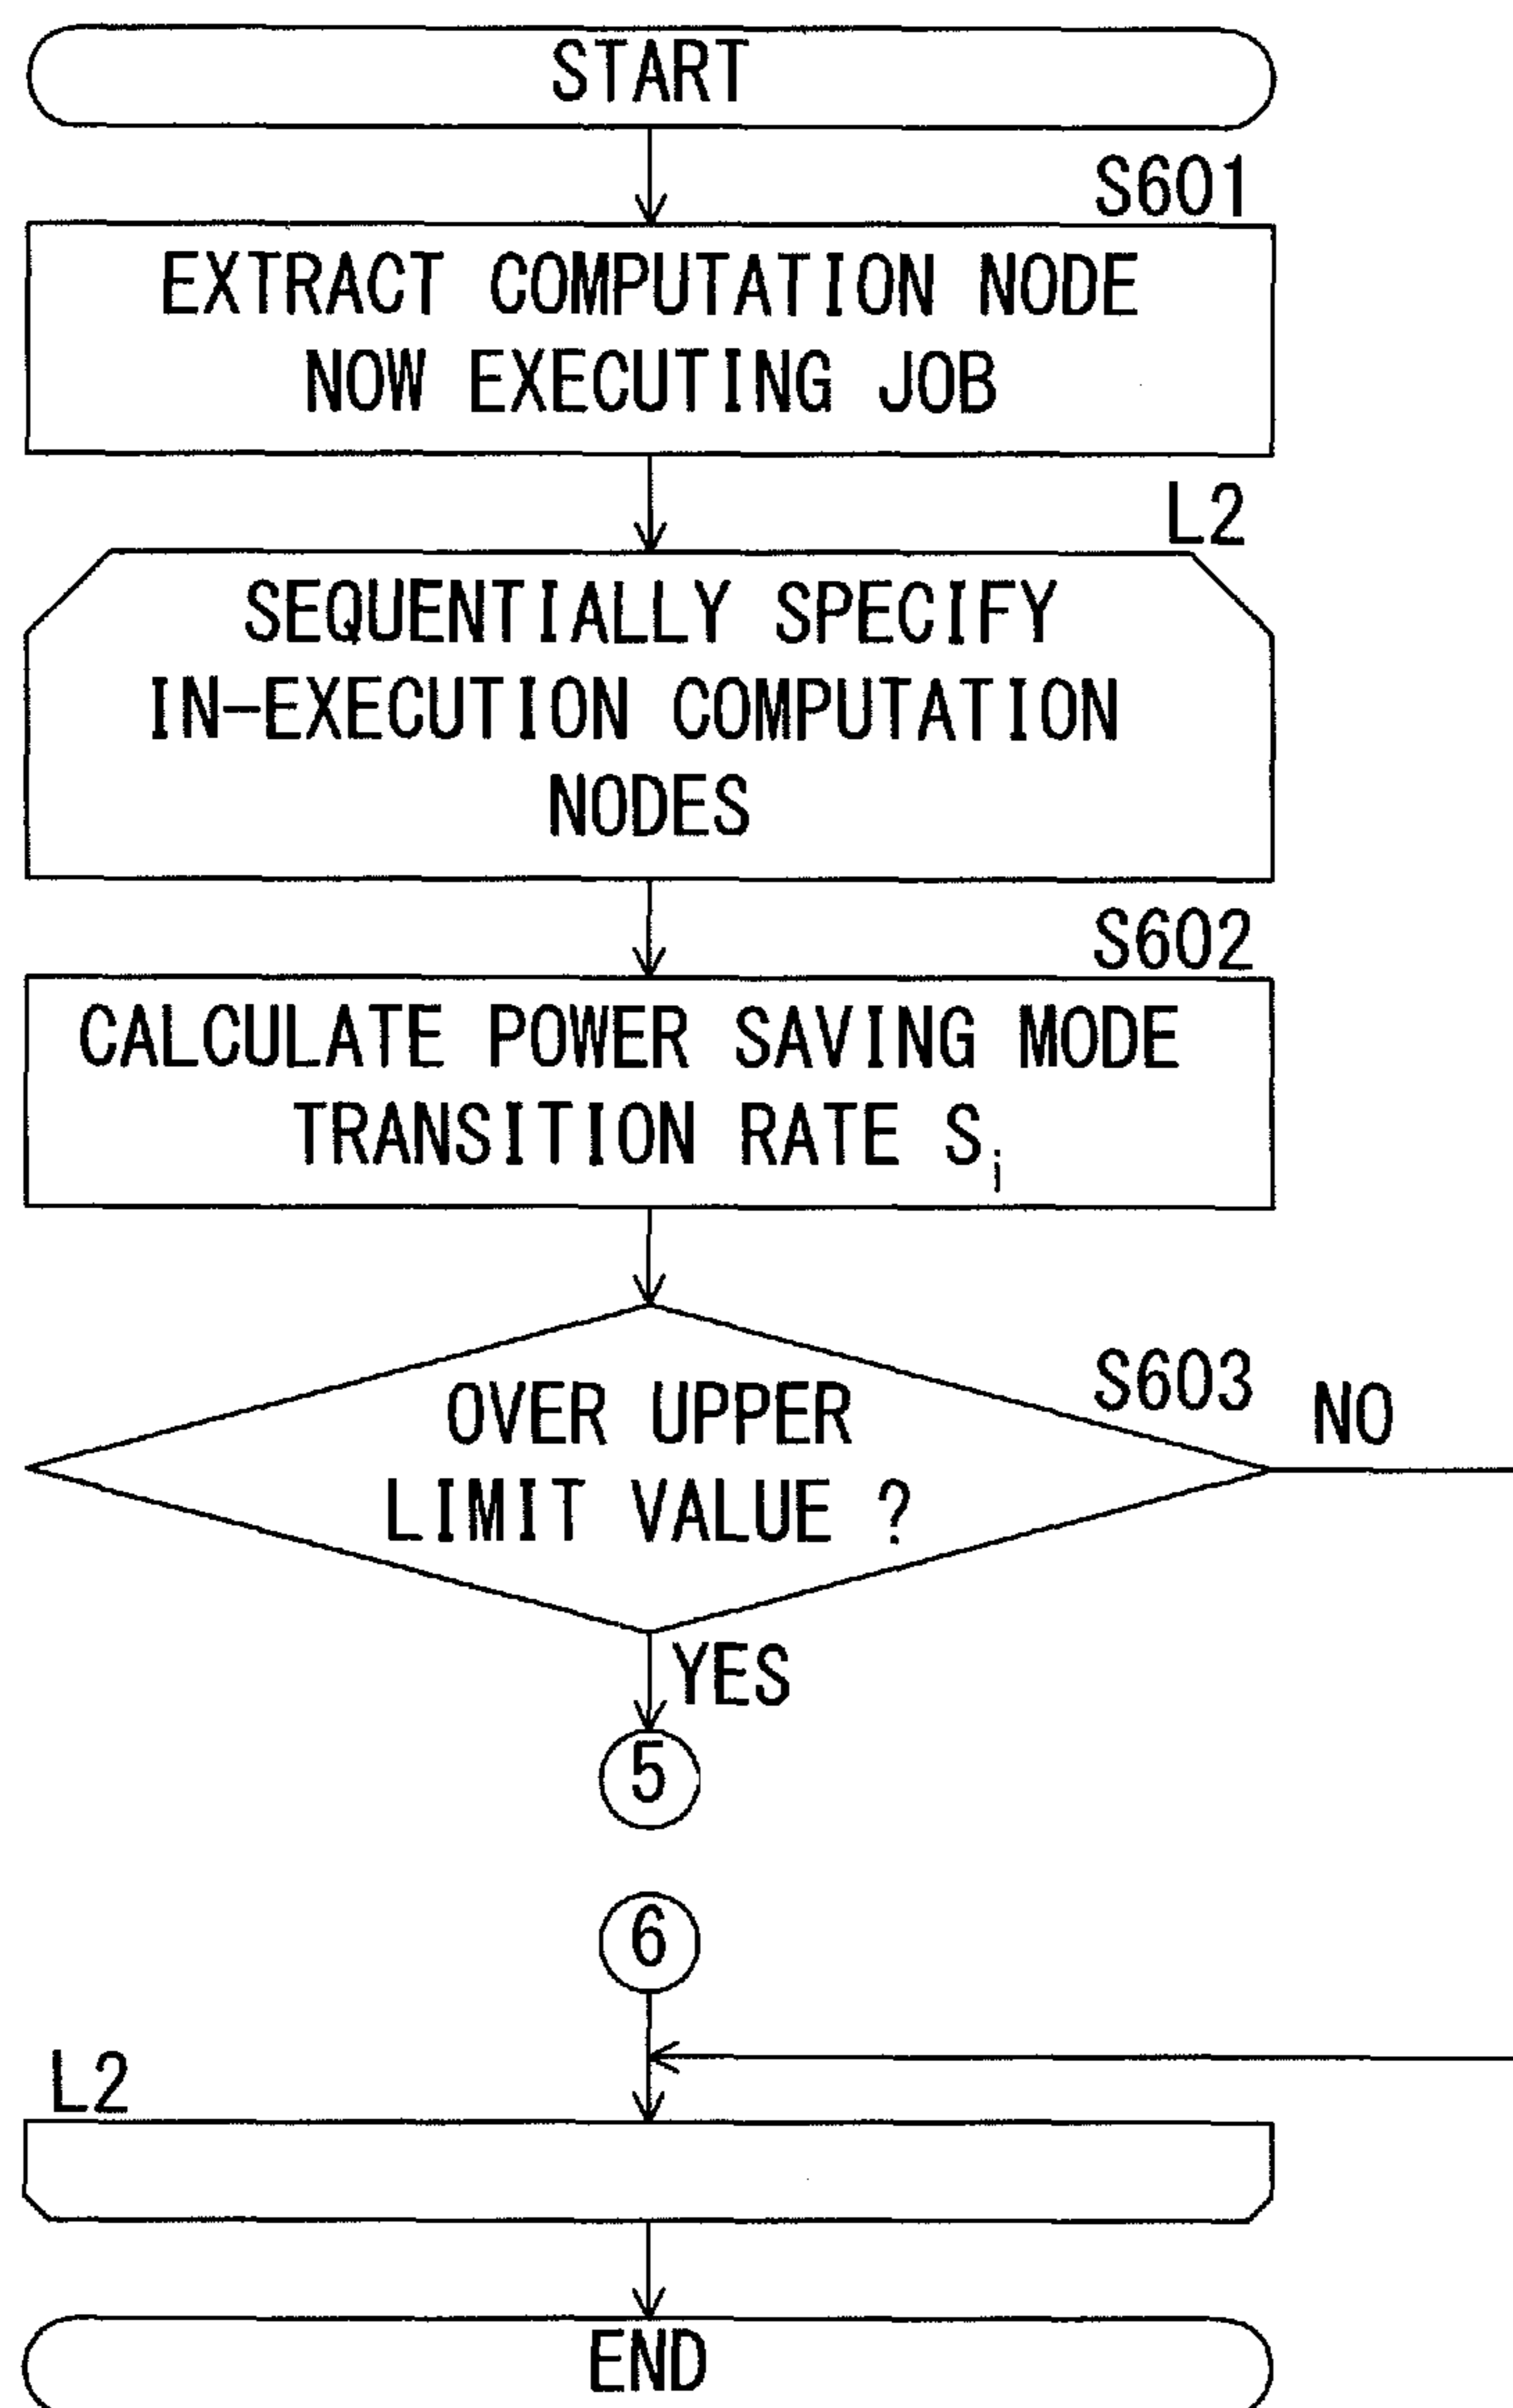 START
S601
EXTRACT COMPUTATION NODE
NOW EXECUTING JOB
L2
SEQUENTIALLY SPECIFY
IN-EXECUTION COMPUTATION
NODES
S602
CALCULATE POWER SAVING MODE
TRANSITION RATE Si
S603
NO
OVER UPPER
LIMIT VALUE ?
YES
5
6
L2
END